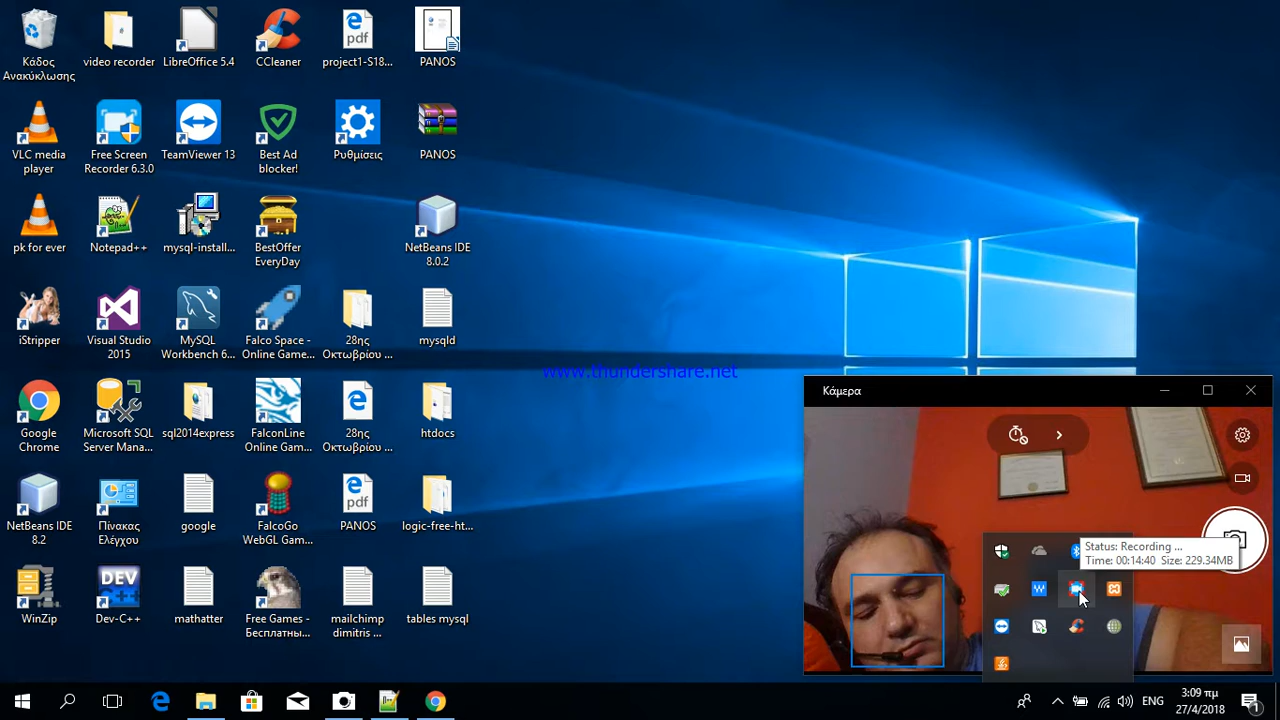 Κάδος
Ανακύκλωσης
video recorder
LibreOffice 5.4
CCleaner
project1-S18...
PANOS
VLC media
player
Free Screen
Recorder 6.3.0
TeamViewer 13
Best Ad
blocker!
Ρυθμίσεις
PANOS
pk for ever
Notepad++
mysql-install...
BestOffer
EveryDay
NetBeans IDE
8.0.2
iStripper
Visual Studio
2015
MySQL
Workbench 6...
Falco Space -
Online Game...
28ης
Οκτωβρίου ...
mysqld
www.thundershare.net
Google
Chrome
Microsoft SQL
Server Mana...
sql2014express
FalconLine
Online Gam...
28ης
Οκτωβρίου ...
htdocs
NetBeans IDE
8.2
Πίνακας
Ελέγχου
google
FalcoGo
WebGL Gam...
PANOS
logic-free-ht...
WinZip
Dev-C++
mathatter
Free Games -
Бесплатны...
mailchimp
dimitris ...
tables mysql
Κάμερα
Status: Recording ...
Size: 229.34MB
ΕΝΓ
3:09 πμ
27/4/2018